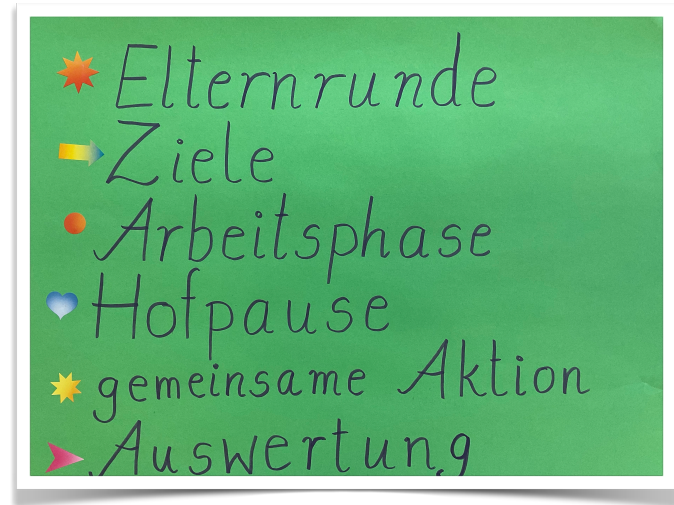 Elternrunde
Ziele
Arbeitsphase
Hofpause
gemeinsame Aktion
Auswertung